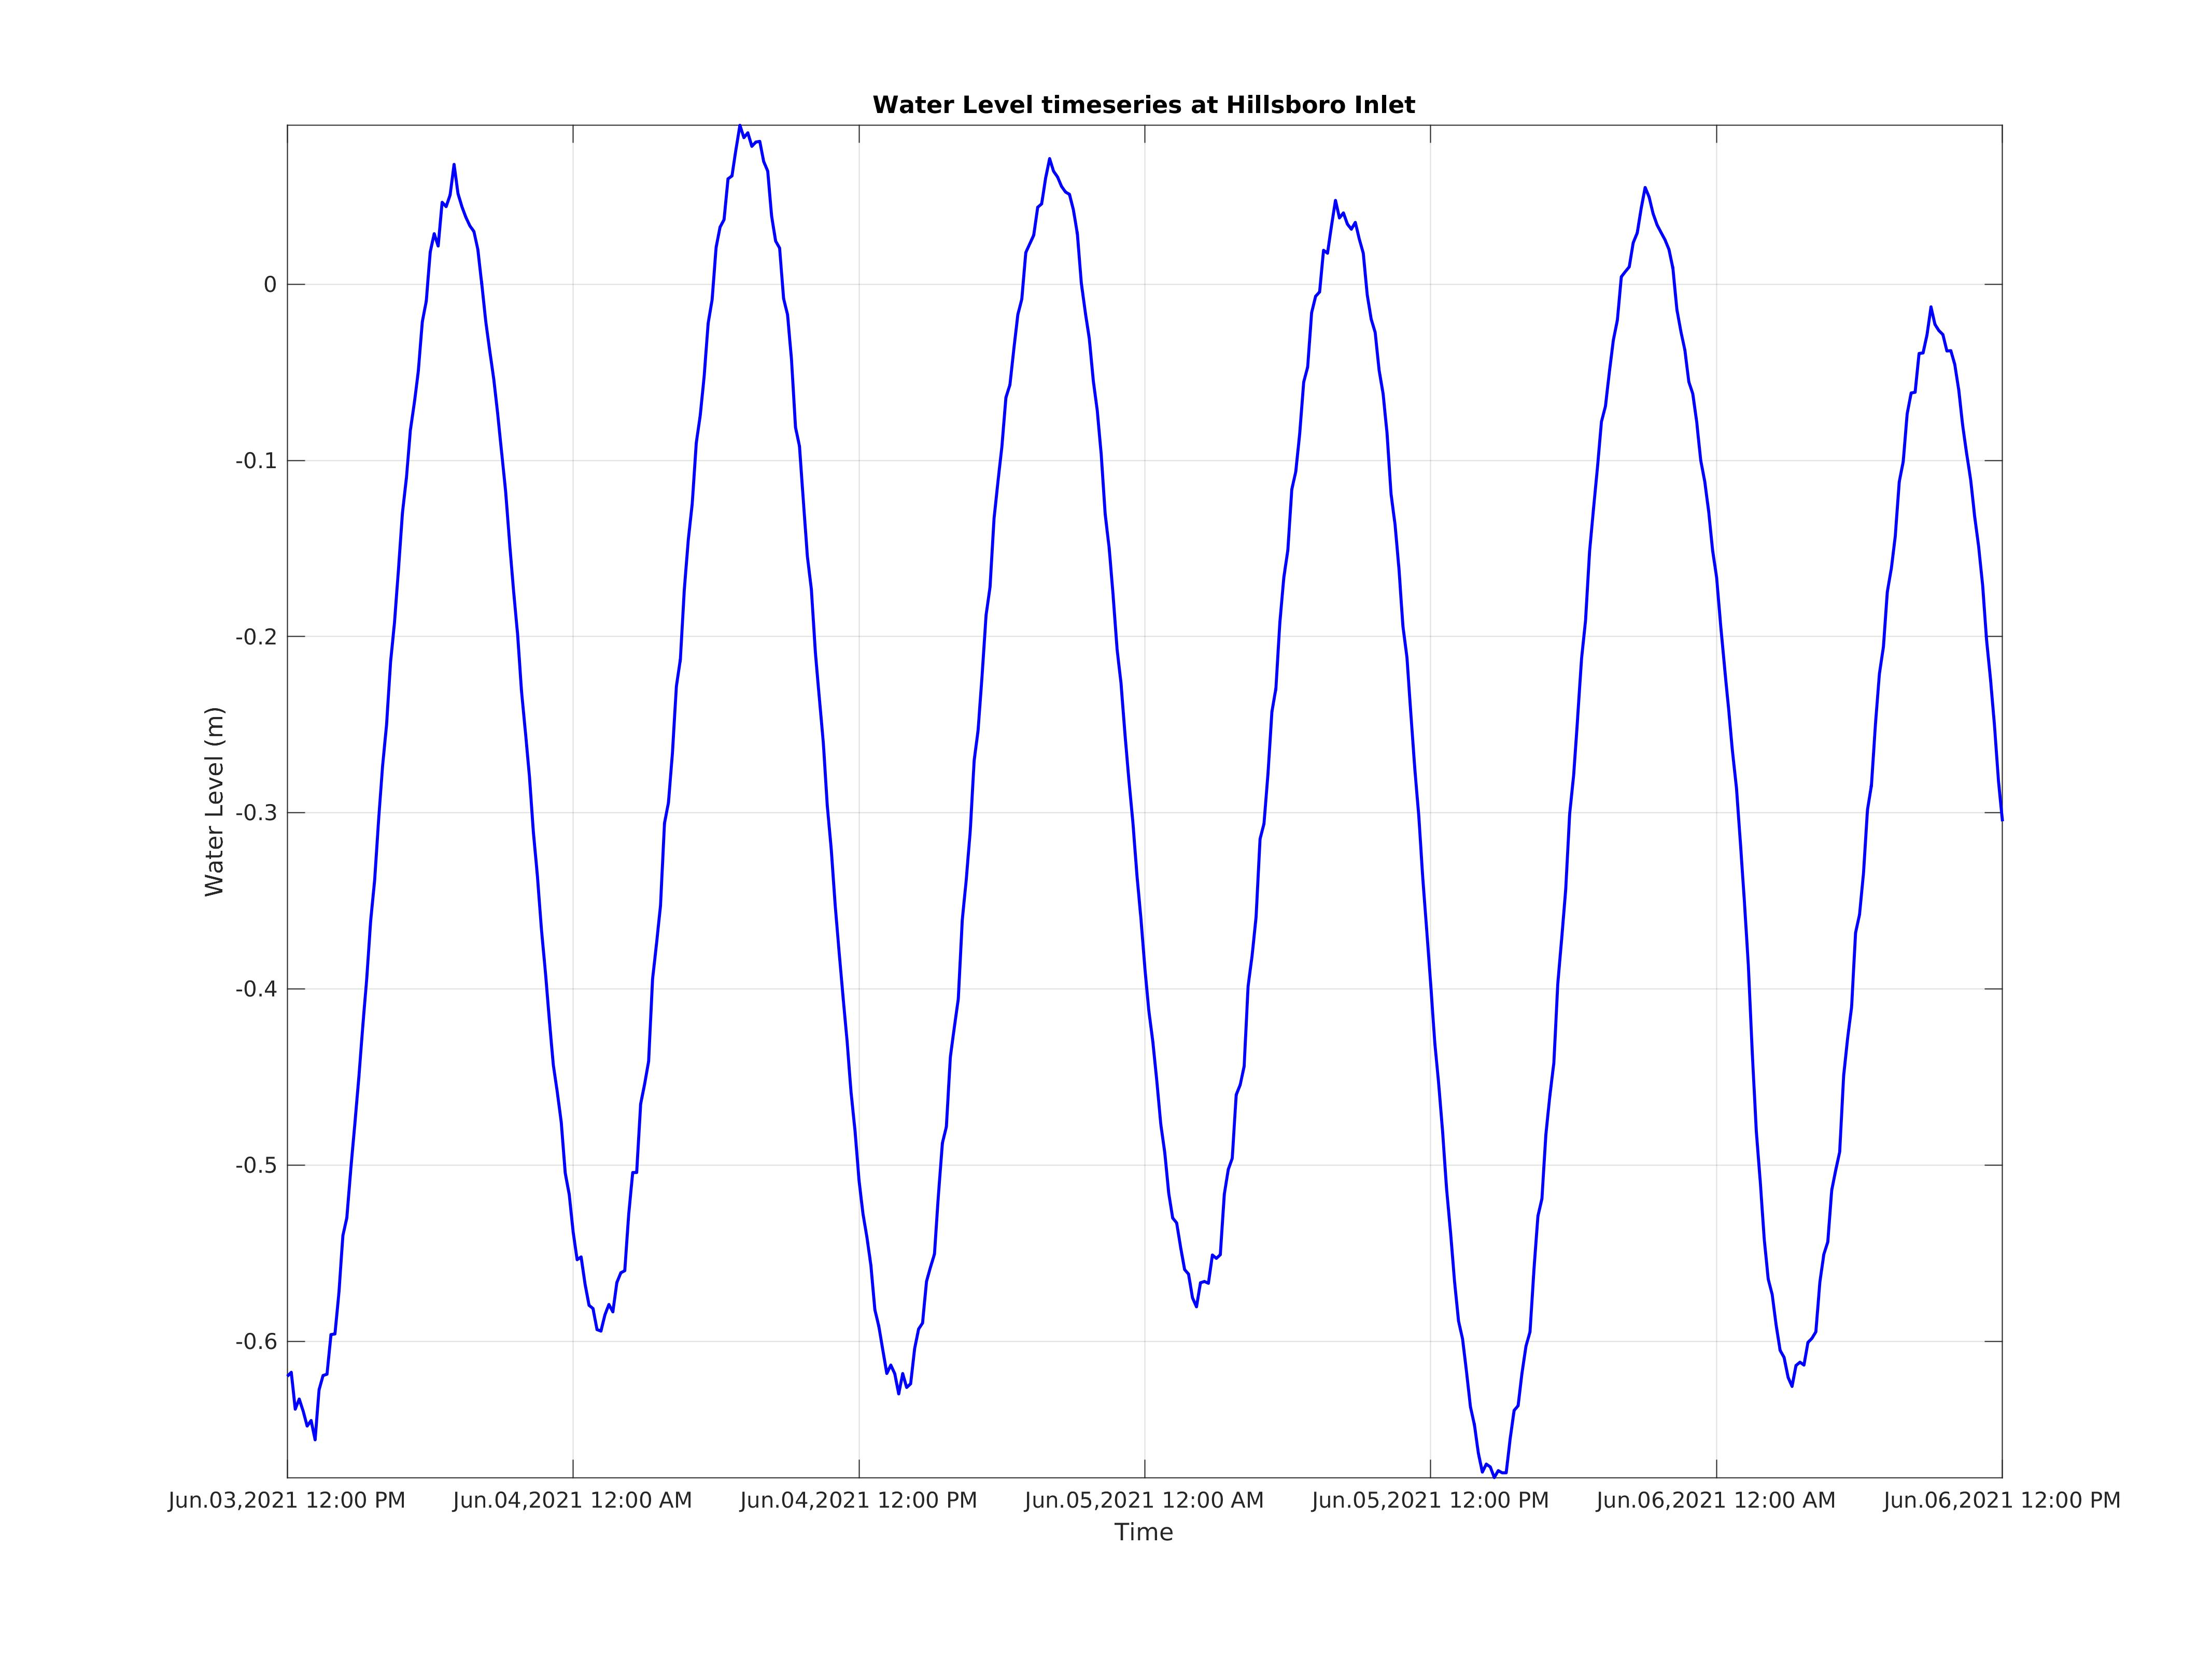 Water Level timeseries at Hillsboro Inlet
0
-0.1
-0.2
-0.3
-0.4
-0.5
-0.6
Water Level (m)
Jun.03,2021 12:00 PM
Jun.04,2021 12:00 AM
Jun.04,2021 12:00 PM
Jun.05,2021 12:00 AM
Jun.05,2021 12:00 PM
Jun.06,2021 12:00 AM
Jun.06,2021 12:00 PM
Time